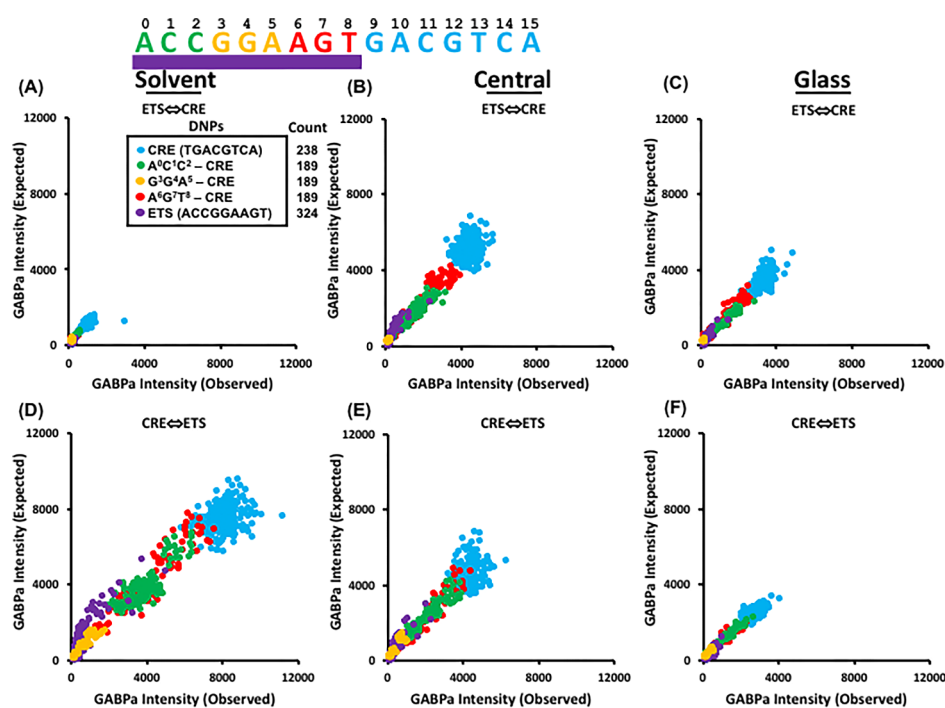 0 1 2 3 4 5 6 7 8 9 10 11 12 13 14 15
A C C G G A A G T G A C G T C A
Solvent Central Glass
(A) (B) (C)
ETS⇔CRE ETS⇔CRE ETS⇔CRE
DNPs Count
CRE (TGACGTCA) 238
A⁰C¹C² – CRE 189
G³G⁴A⁵ – CRE 189
A⁶G⁷T⁸ – CRE 189
ETS (ACCGGAAGT) 324
GABPa Intensity (Expected)
12000
8000
4000
0
0 4000 8000 12000
GABPa Intensity (Observed)
GABPa Intensity (Expected)
12000
8000
4000
0
0 4000 8000 12000
GABPa Intensity (Observed)
GABPa Intensity (Expected)
12000
8000
4000
0
0 4000 8000 12000
GABPa Intensity (Observed)
(D) (E) (F)
CRE⇔ETS CRE⇔ETS CRE⇔ETS
GABPa Intensity (Expected)
12000
8000
4000
0
0 4000 8000 12000
GABPa Intensity (Observed)
GABPa Intensity (Expected)
12000
8000
4000
0
0 4000 8000 12000
GABPa Intensity (Observed)
GABPa Intensity (Expected)
12000
8000
4000
0
0 4000 8000 12000
GABPa Intensity (Observed)